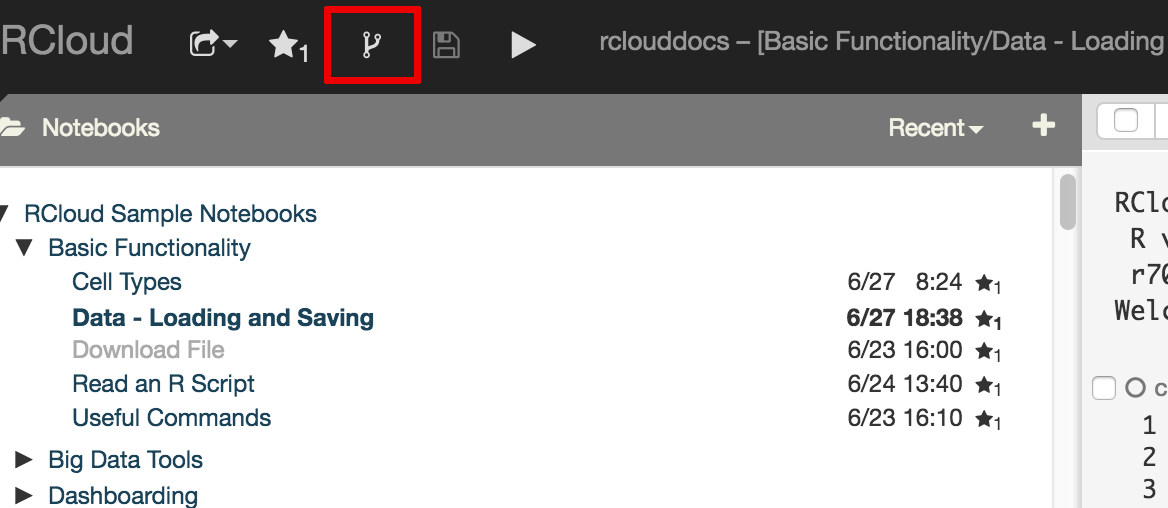 RCloud 1 rclouddocs – [Basic Functionality/Data - Loading
Notebooks Recent
RCloud Sample Notebooks
Basic Functionality
Cell Types 6/27 8:24 1
Data - Loading and Saving 6/27 18:38 1
Download File 6/23 16:00 1
Read an R Script 6/24 13:40 1
Useful Commands 6/23 16:10 1
Big Data Tools
Dashboarding
R
r70
Welc
1
2
3